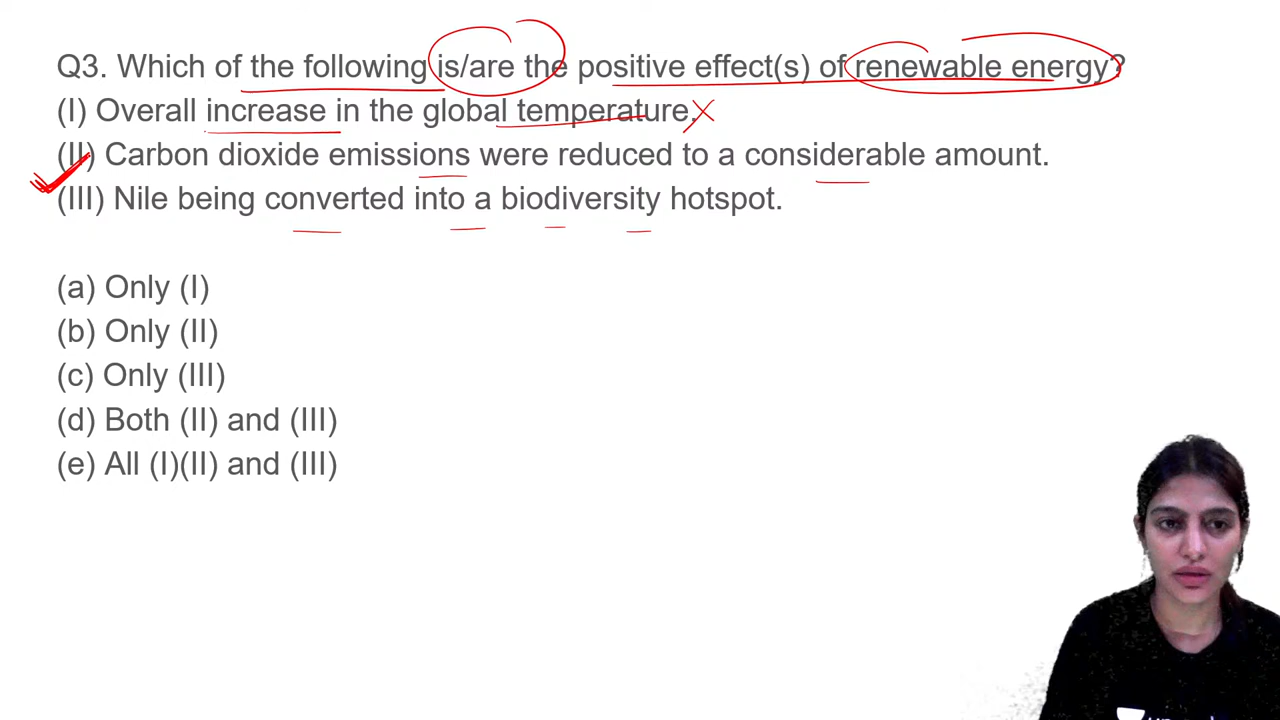 Q3. Which of the following is/are the positive effect(s) of renewable energy?
(I) Overall increase in the global temperature.
(II) Carbon dioxide emissions were reduced to a considerable amount.
(III) Nile being converted into a biodiversity hotspot.
(a) Only (I)
(b) Only (II)
(c) Only (III)
(d) Both (II) and (III)
(e) All (I)(II) and (III)